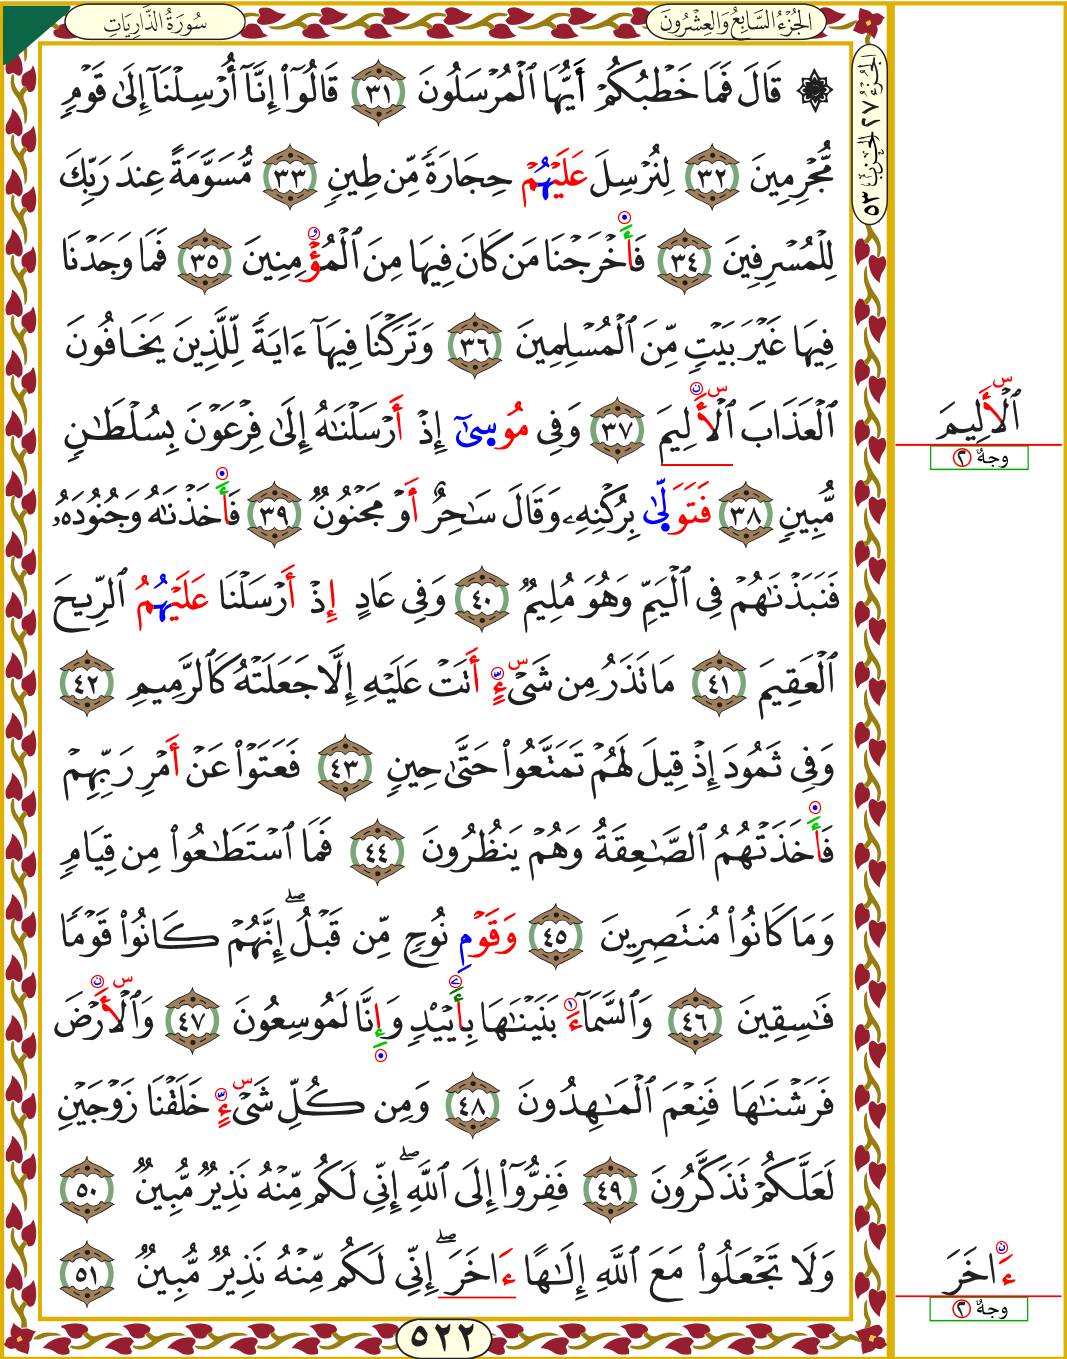 سُورَةُ الذَّارِيَاتِ
الجُزْءُ السَّابِعُ وَالعِشْرُونَ
الجُزْءُ ٢٧ الحِزْبُ ٥٣
۞ قَالَ فَمَا خَطْبُكُمْ أَيُّهَا ٱلْمُرْسَلُونَ ٣١ قَالُوٓا۟ إِنَّآ أُرْسِلْنَآ إِلَىٰ قَوْمٍ
مُّجْرِمِينَ ٣٢ لِنُرْسِلَ عَلَيْهُمْ حِجَارَةً مِّن طِينٍ ٣٣ مُّسَوَّمَةً عِندَ رَبِّكَ
لِلْمُسْرِفِينَ ٣٤ فَأَخْرَجْنَا مَن كَانَ فِيهَا مِنَ ٱلْمُؤْمِنِينَ ٣٥ فَمَا وَجَدْنَا
فِيهَا غَيْرَ بَيْتٍ مِّنَ ٱلْمُسْلِمِينَ ٣٦ وَتَرَكْنَا فِيهَآ ءَايَةً لِّلَّذِينَ يَخَافُونَ
ٱلْعَذَابَ ٱلْأَلِيمَ ٣٧ وَفِى مُوسَىٰٓ إِذْ أَرْسَلْنَٰهُ إِلَىٰ فِرْعَوْنَ بِسُلْطَٰنٍ
مُّبِينٍ ٣٨ فَتَوَلَّىٰ بِرُكْنِهِۦ وَقَالَ سَٰحِرٌ أَوْ مَجْنُونٌ ٣٩ فَأَخَذْنَٰهُ وَجُنُودَهُۥ
فَنَبَذْنَٰهُمْ فِى ٱلْيَمِّ وَهُوَ مُلِيمٌ ٤٠ وَفِى عَادٍ إِذْ أَرْسَلْنَا عَلَيْهُمُ ٱلرِّيحَ
ٱلْعَقِيمَ ٤١ مَا تَذَرُ مِن شَىْءٍ أَتَتْ عَلَيْهِ إِلَّا جَعَلَتْهُ كَٱلرَّمِيمِ ٤٢
وَفِى ثَمُودَ إِذْ قِيلَ لَهُمْ تَمَتَّعُوا۟ حَتَّىٰ حِينٍ ٤٣ فَعَتَوْا۟ عَنْ أَمْرِ رَبِّهِمْ
فَأَخَذَتْهُمُ ٱلصَّٰعِقَةُ وَهُمْ يَنظُرُونَ ٤٤ فَمَا ٱسْتَطَٰعُوا۟ مِن قِيَامٍ
وَمَا كَانُوا۟ مُنتَصِرِينَ ٤٥ وَقَوْمِ نُوحٍ مِّن قَبْلُ ۖ إِنَّهُمْ كَانُوا۟ قَوْمًا
فَٰسِقِينَ ٤٦ وَٱلسَّمَآءَ بَنَيْنَٰهَا بِأَيْي۟دٍ وَإِنَّا لَمُوسِعُونَ ٤٧ وَٱلْأَرْضَ
فَرَشْنَٰهَا فَنِعْمَ ٱلْمَٰهِدُونَ ٤٨ وَمِن كُلِّ شَىْءٍ خَلَقْنَا زَوْجَيْنِ
لَعَلَّكُمْ تَذَكَّرُونَ ٤٩ فَفِرُّوٓا۟ إِلَى ٱللَّهِ ۖ إِنِّى لَكُم مِّنْهُ نَذِيرٌ مُّبِينٌ ٥٠
وَلَا تَجْعَلُوا۟ مَعَ ٱللَّهِ إِلَٰهًا ءَاخَرَ ۖ إِنِّى لَكُم مِّنْهُ نَذِيرٌ مُّبِينٌ ٥١
ٱلْأَلِيمَ
وجهٌ ٢
ءَاخَرَ
وجهٌ ٢
٥٢٢